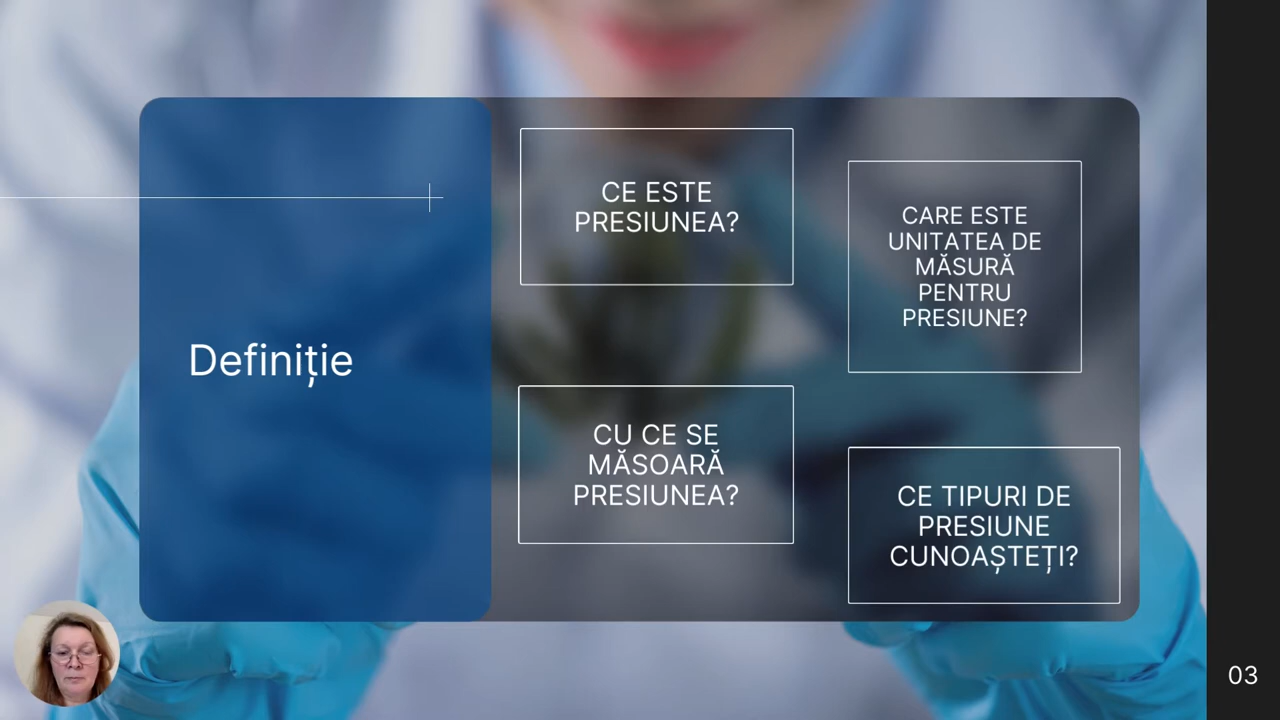 Definiție
CE ESTE
PRESIUNEA?
CARE ESTE
UNITATEA DE
MĂSURĂ
PENTRU
PRESIUNE?
CU CE SE
MĂSOARĂ
PRESIUNEA?
CE TIPURI DE
PRESIUNE
CUNOAȘTEȚI?
03